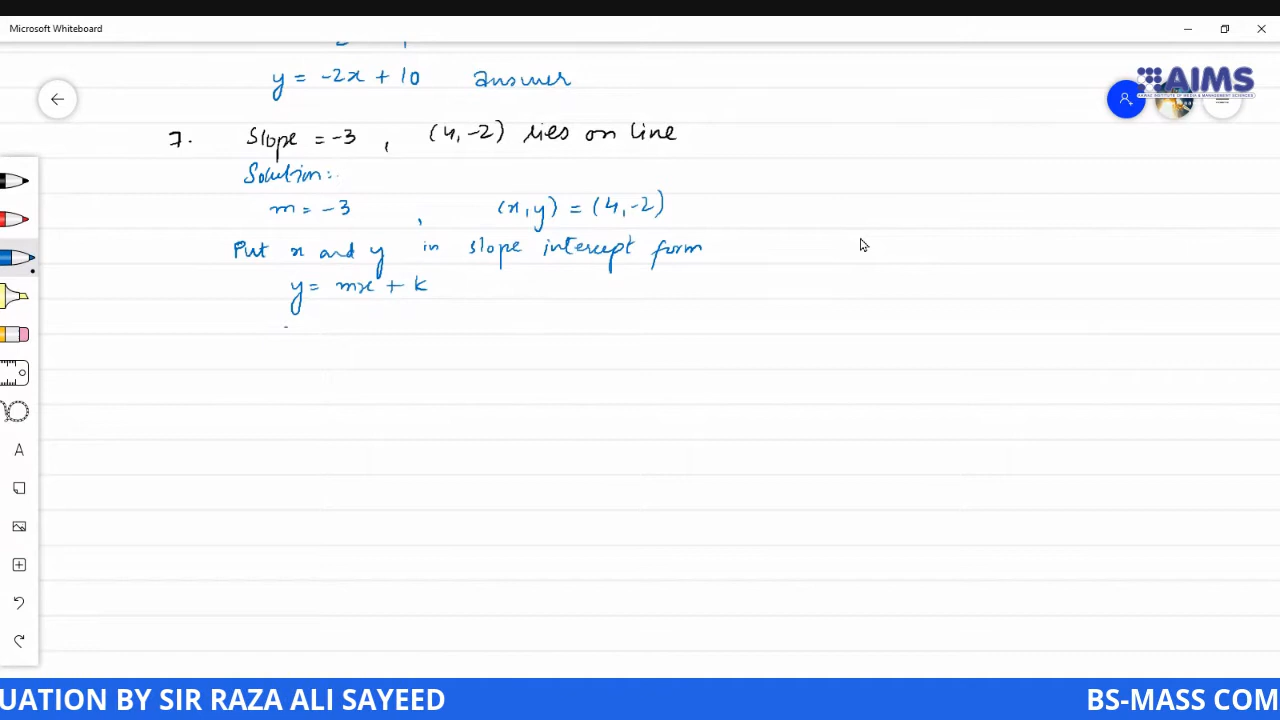 Microsoft Whiteboard
AIMS
y = -2x + 10 answer
7. Slope = -3 , (4, -2) lies on line
Solution:
m = -3 , (x, y) = (4, -2)
Put x and y in slope intercept form
y = mx + k
A
UATION BY SIR RAZA ALI SAYEED BS-MASS COM